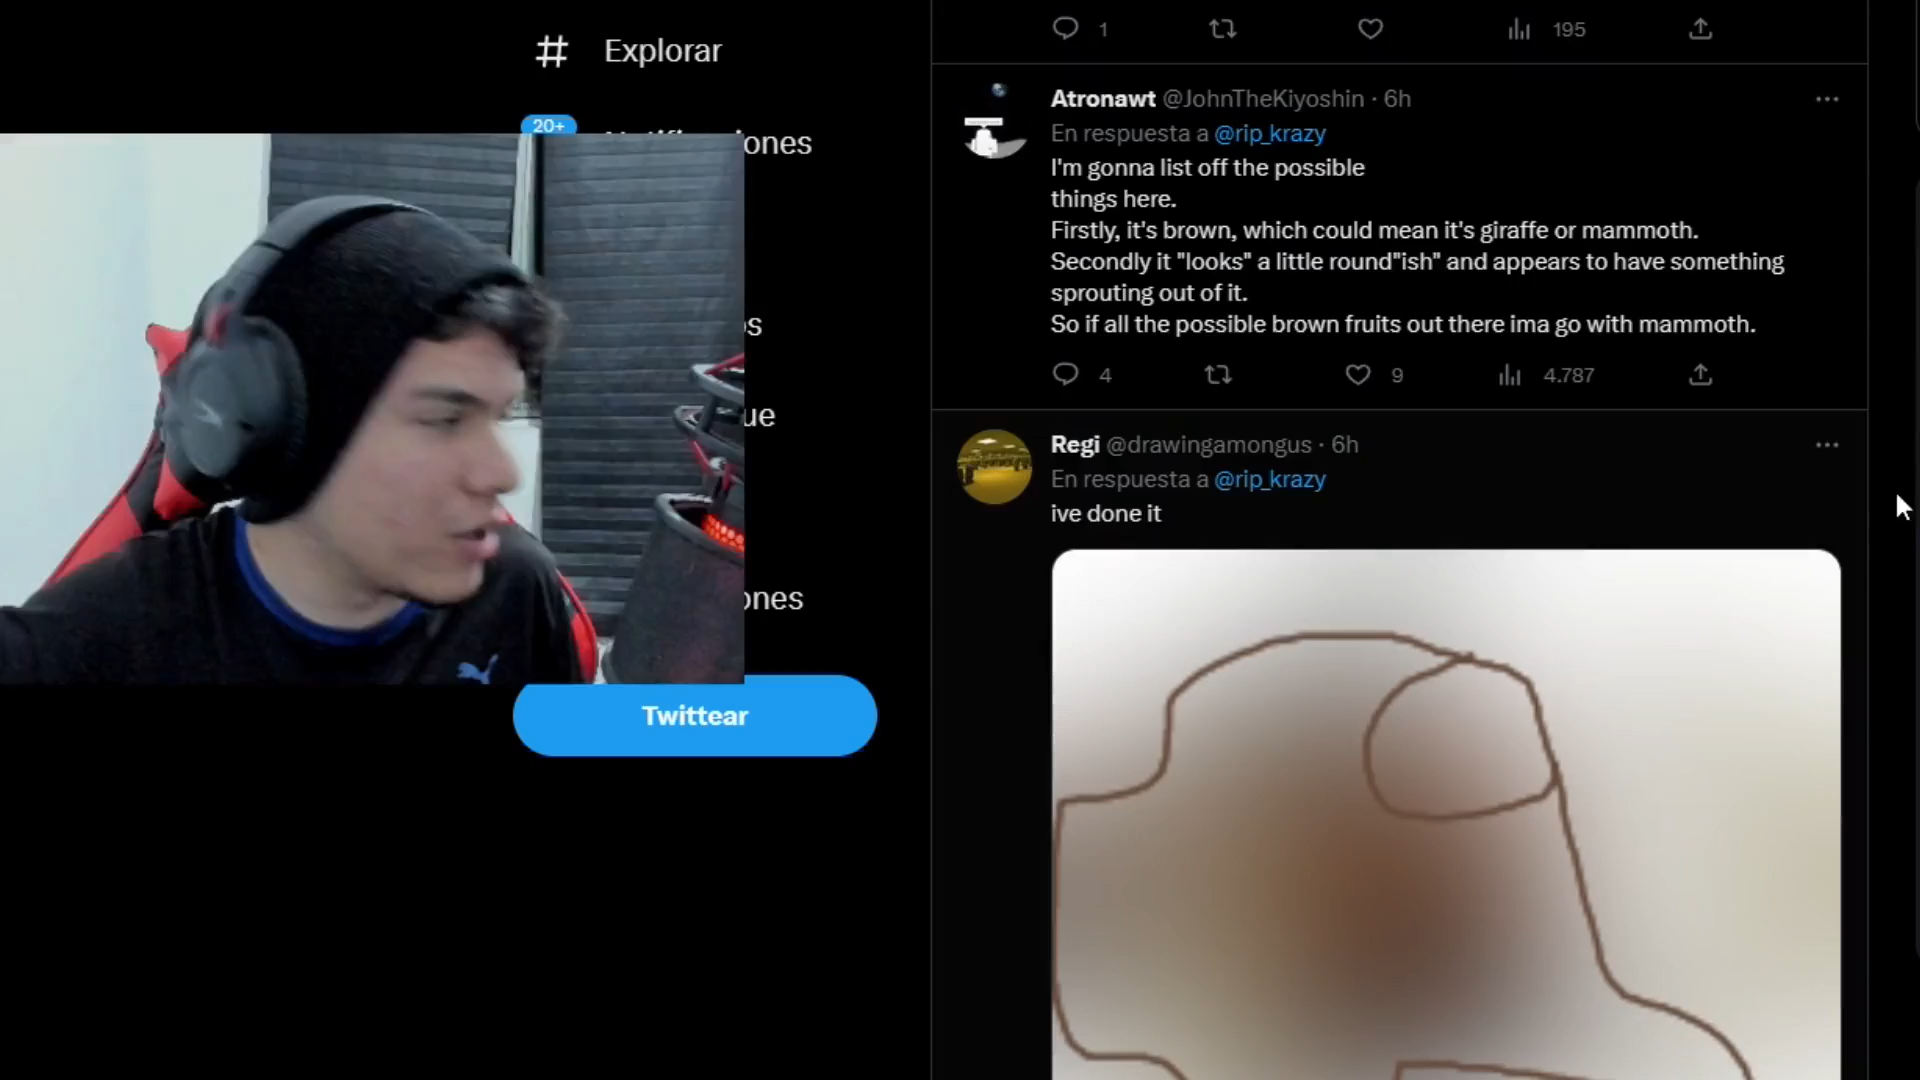 Explorar
20+
ones
os
ue
ones
Twittear
1
195
Atronawt @JohnTheKiyoshin · 6h
En respuesta a @rip_krazy
I'm gonna list off the possible
things here.
Firstly, it's brown, which could mean it's giraffe or mammoth.
Secondly it "looks" a little round"ish" and appears to have something
sprouting out of it.
So if all the possible brown fruits out there ima go with mammoth.
4
9
4.787
Regi @drawingamongus · 6h
En respuesta a @rip_krazy
ive done it